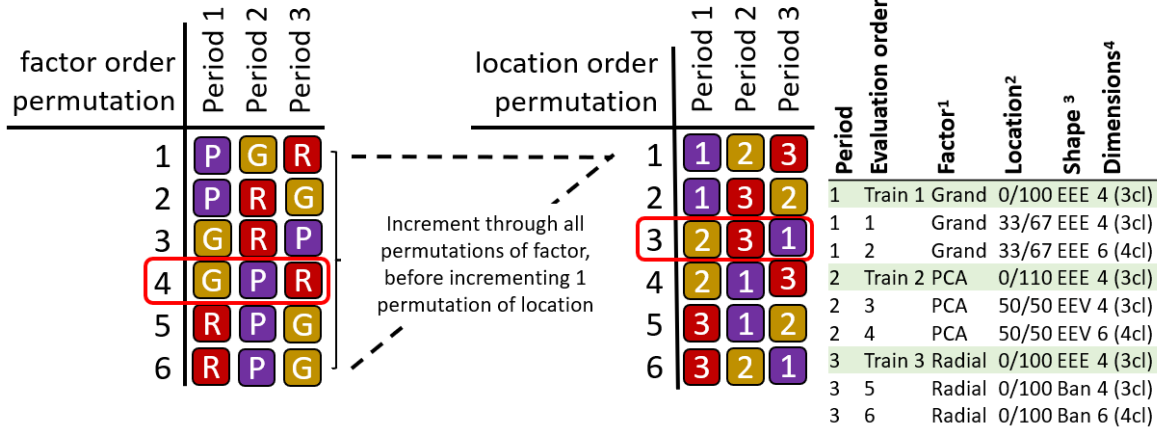 factor order
permutation
Period 1
Period 2
Period 3
1 P G R
2 P R G
3 G R P
4 G P R
5 R P G
6 R P G
Increment through all
permutations of factor,
before incrementing 1
permutation of location
location order
permutation
Period 1
Period 2
Period 3
1 1 2 3
2 1 3 2
3 2 3 1
4 2 1 3
5 3 1 2
6 3 2 1
Period
Evaluation order
Factor¹
Location²
Shape ³
Dimensions⁴
1 Train 1 Grand 0/100 EEE 4 (3cl)
1 1 Grand 33/67 EEE 4 (3cl)
1 2 Grand 33/67 EEE 6 (4cl)
2 Train 2 PCA 0/110 EEE 4 (3cl)
2 3 PCA 50/50 EEV 4 (3cl)
2 4 PCA 50/50 EEV 6 (4cl)
3 Train 3 Radial 0/100 EEE 4 (3cl)
3 5 Radial 0/100 Ban 4 (3cl)
3 6 Radial 0/100 Ban 6 (4cl)